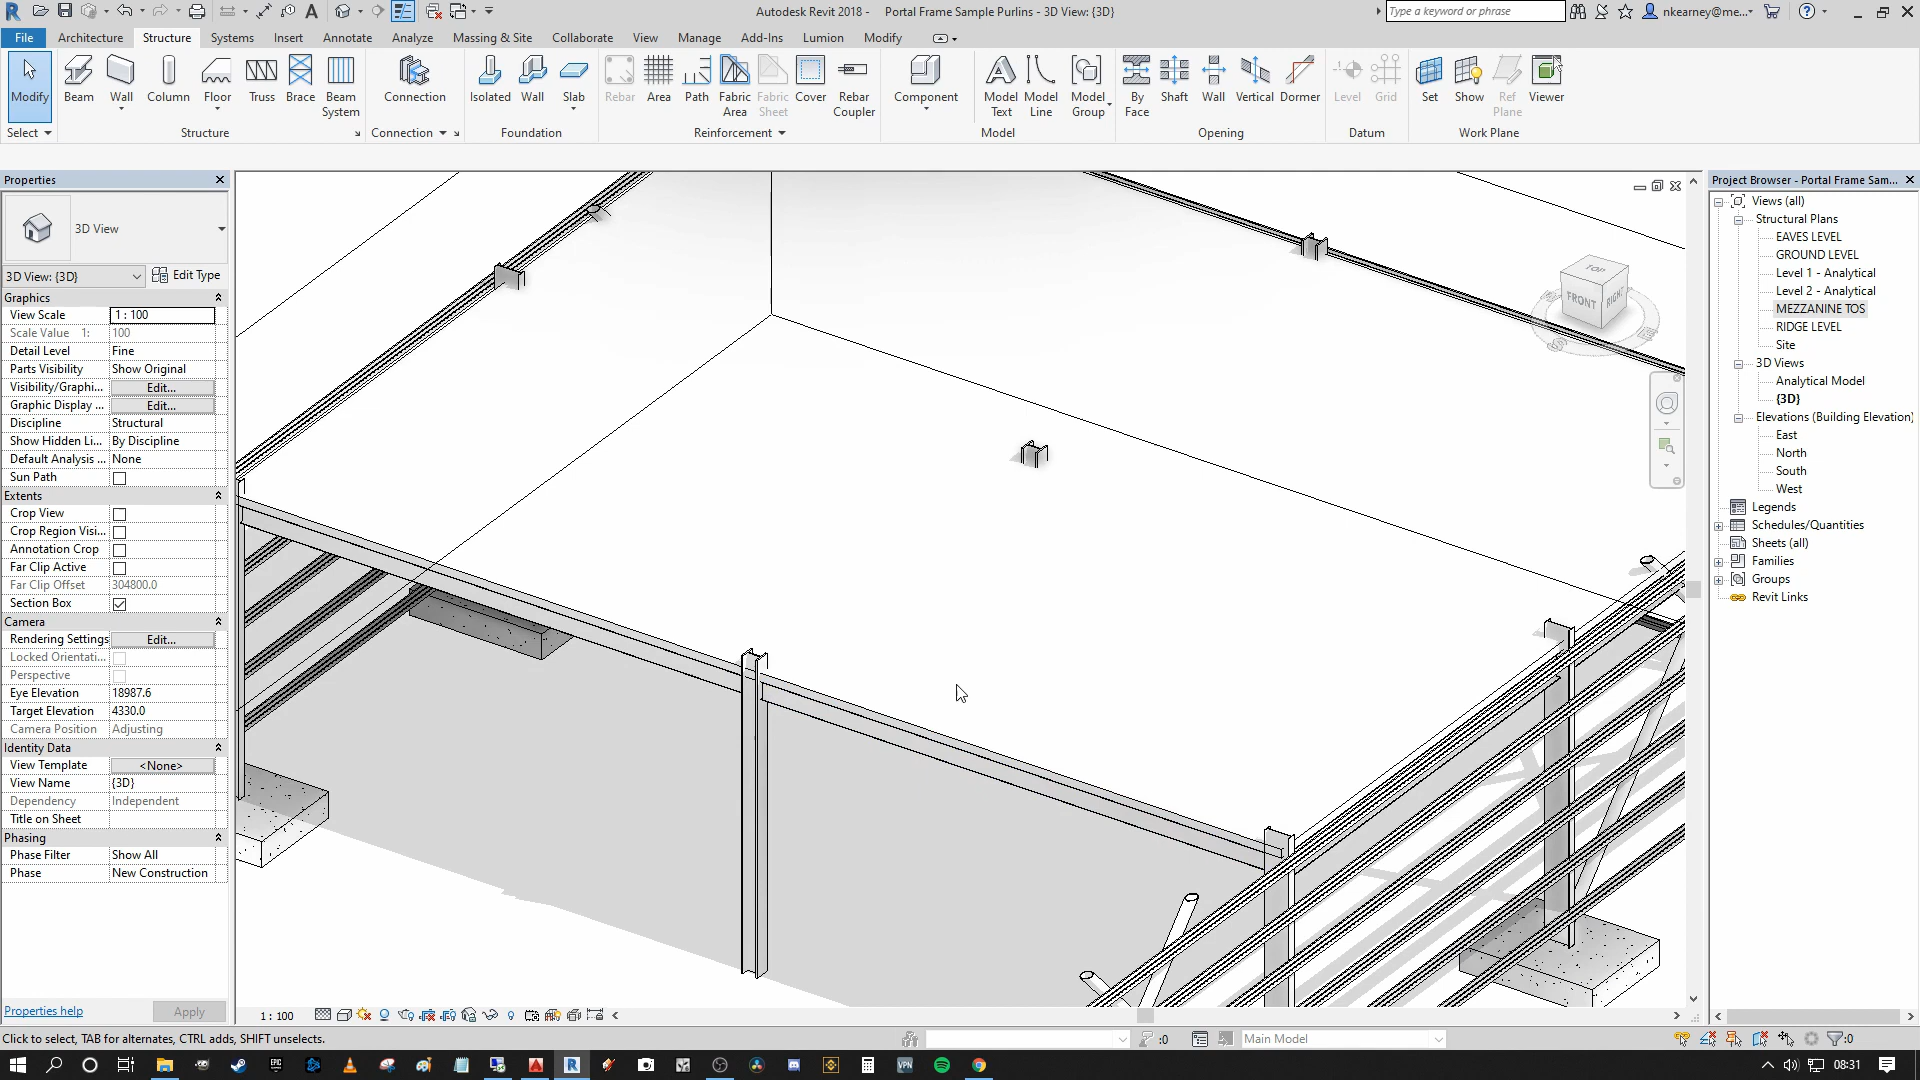 Autodesk Revit 2018 - Portal Frame Sample Purlins - 3D View: {3D}
Type a keyword or phrase
nkearney@me...
File Architecture Structure Systems Insert Annotate Analyze Massing & Site Collaborate View Manage Add-Ins Lumion Modify
Modify Beam Wall Column Floor Truss Brace Beam System Connection Isolated Wall Slab Rebar Area Path Fabric Area Fabric Sheet Cover Rebar Coupler Component Model Text Model Line Model Group By Face Shaft Wall Vertical Dormer Level Grid Set Show Ref Plane Viewer
Select Structure Connection Foundation Reinforcement Model Opening Datum Work Plane
Properties
3D View
3D View: {3D} Edit Type
Graphics
View Scale 1 : 100
Scale Value 1: 100
Detail Level Fine
Parts Visibility Show Original
Visibility/Graphi... Edit...
Graphic Display ... Edit...
Discipline Structural
Show Hidden Li... By Discipline
Default Analysis ... None
Sun Path
Extents
Crop View
Crop Region Visi...
Annotation Crop
Far Clip Active
Far Clip Offset 304800.0
Section Box
Camera
Rendering Settings Edit...
Locked Orientati...
Perspective
Eye Elevation 18987.6
Target Elevation 4330.0
Camera Position Adjusting
Identity Data
View Template <None>
View Name {3D}
Dependency Independent
Title on Sheet
Phasing
Phase Filter Show All
Phase New Construction
Properties help Apply
TOP
FRONT
RIGHT
S
E
Project Browser - Portal Frame Sam...
Views (all)
Structural Plans
EAVES LEVEL
GROUND LEVEL
Level 1 - Analytical
Level 2 - Analytical
MEZZANINE TOS
RIDGE LEVEL
Site
3D Views
Analytical Model
{3D}
Elevations (Building Elevation)
East
North
South
West
Legends
Schedules/Quantities
Sheets (all)
Families
Groups
Revit Links
1 : 100
Click to select, TAB for alternates, CTRL adds, SHIFT unselects.
:0
Main Model
:0
EPIC
VPN
08:31